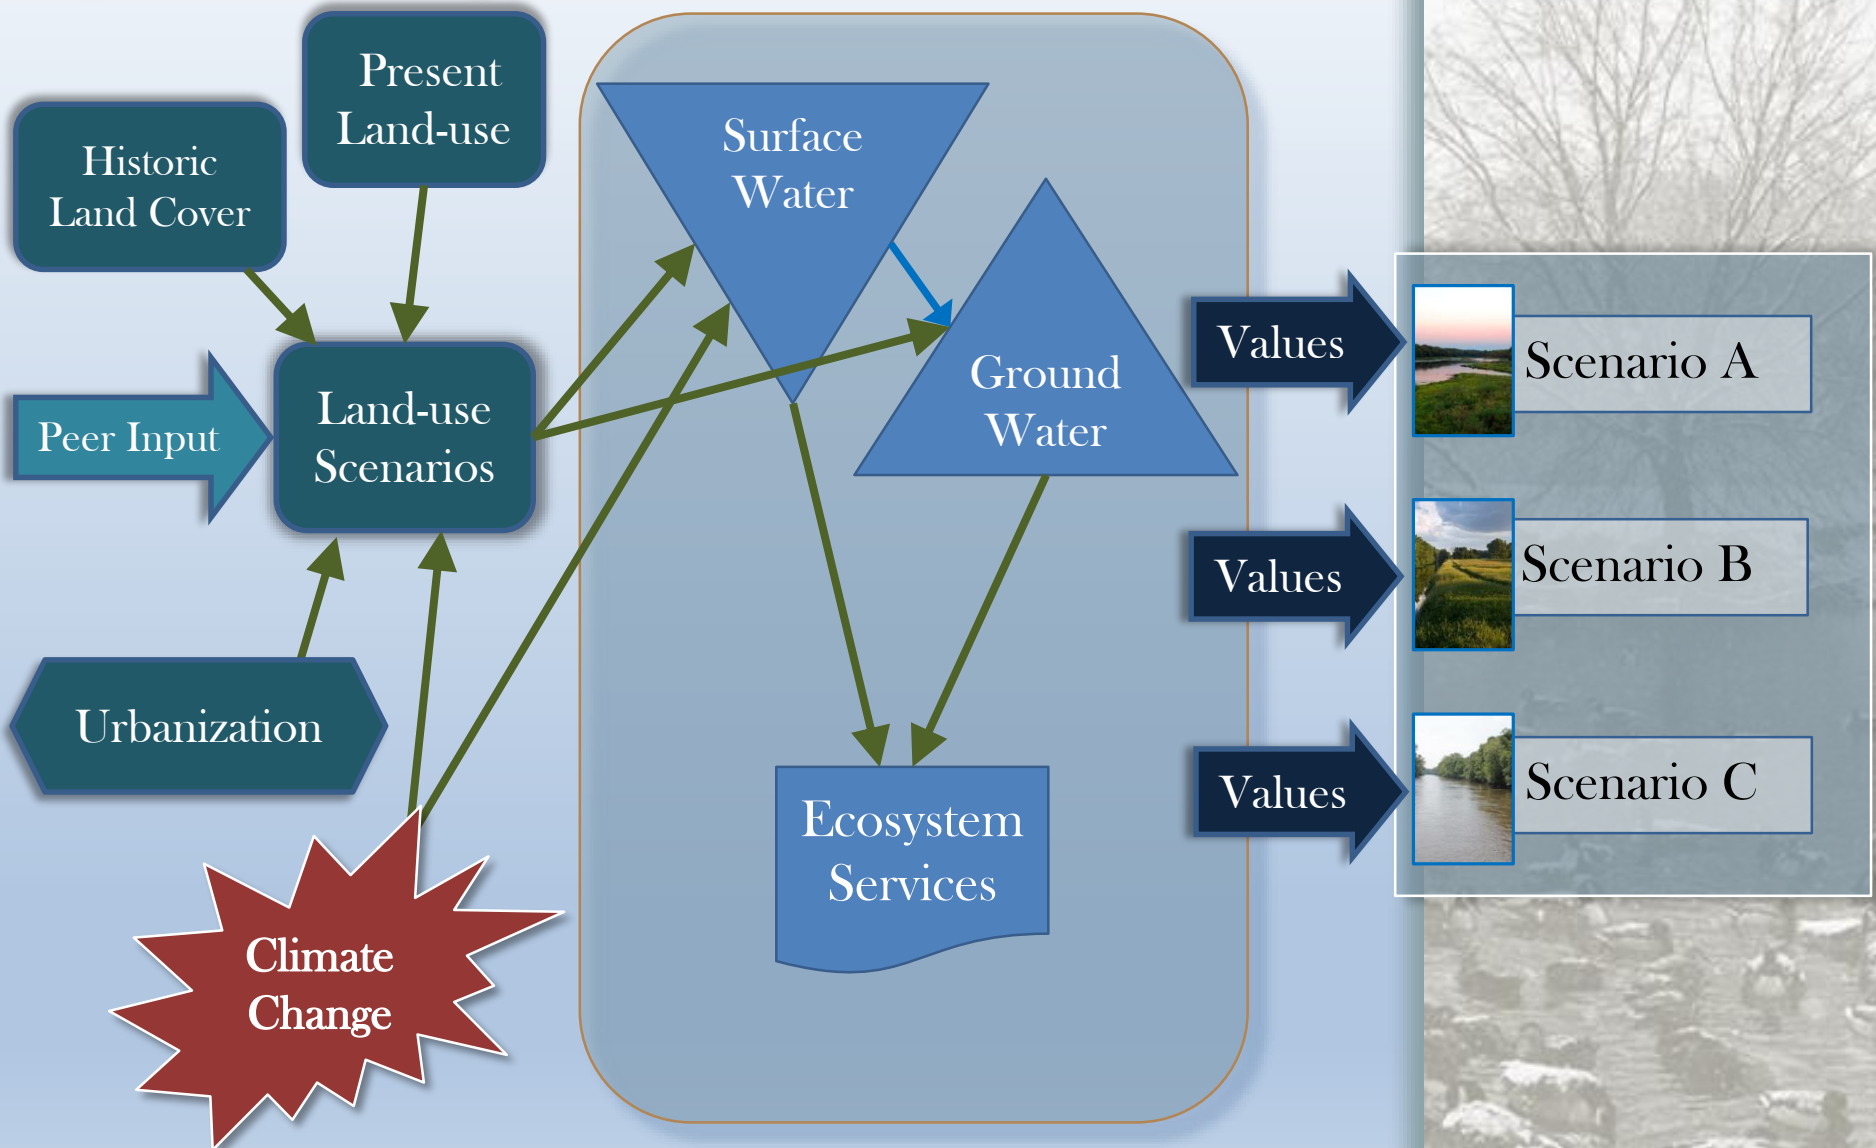 Present
Land-use
Historic
Land Cover
Peer Input
Land-use
Scenarios
Urbanization
Climate
Change
Surface
Water
Ground
Water
Ecosystem
Services
Values
Scenario A
Values
Scenario B
Values
Scenario C